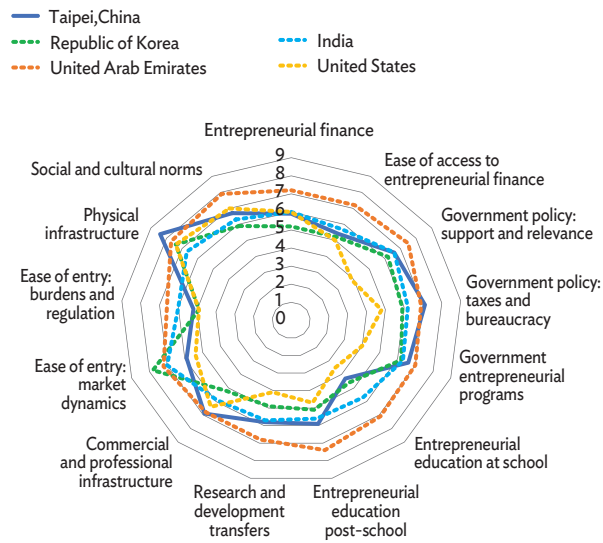 Taipei,China
Republic of Korea
India
United Arab Emirates
United States
Entrepreneurial finance
Ease of access to
entrepreneurial finance
Government policy:
support and relevance
Government policy:
taxes and
bureaucracy
Government
entrepreneurial
programs
Entrepreneurial
education at school
Entrepreneurial
education
post-school
Research and
development
transfers
Commercial
and professional
infrastructure
Ease of entry:
market
dynamics
Ease of entry:
burdens and
regulation
Physical
infrastructure
Social and cultural norms
9
8
7
6
5
4
3
2
1
0